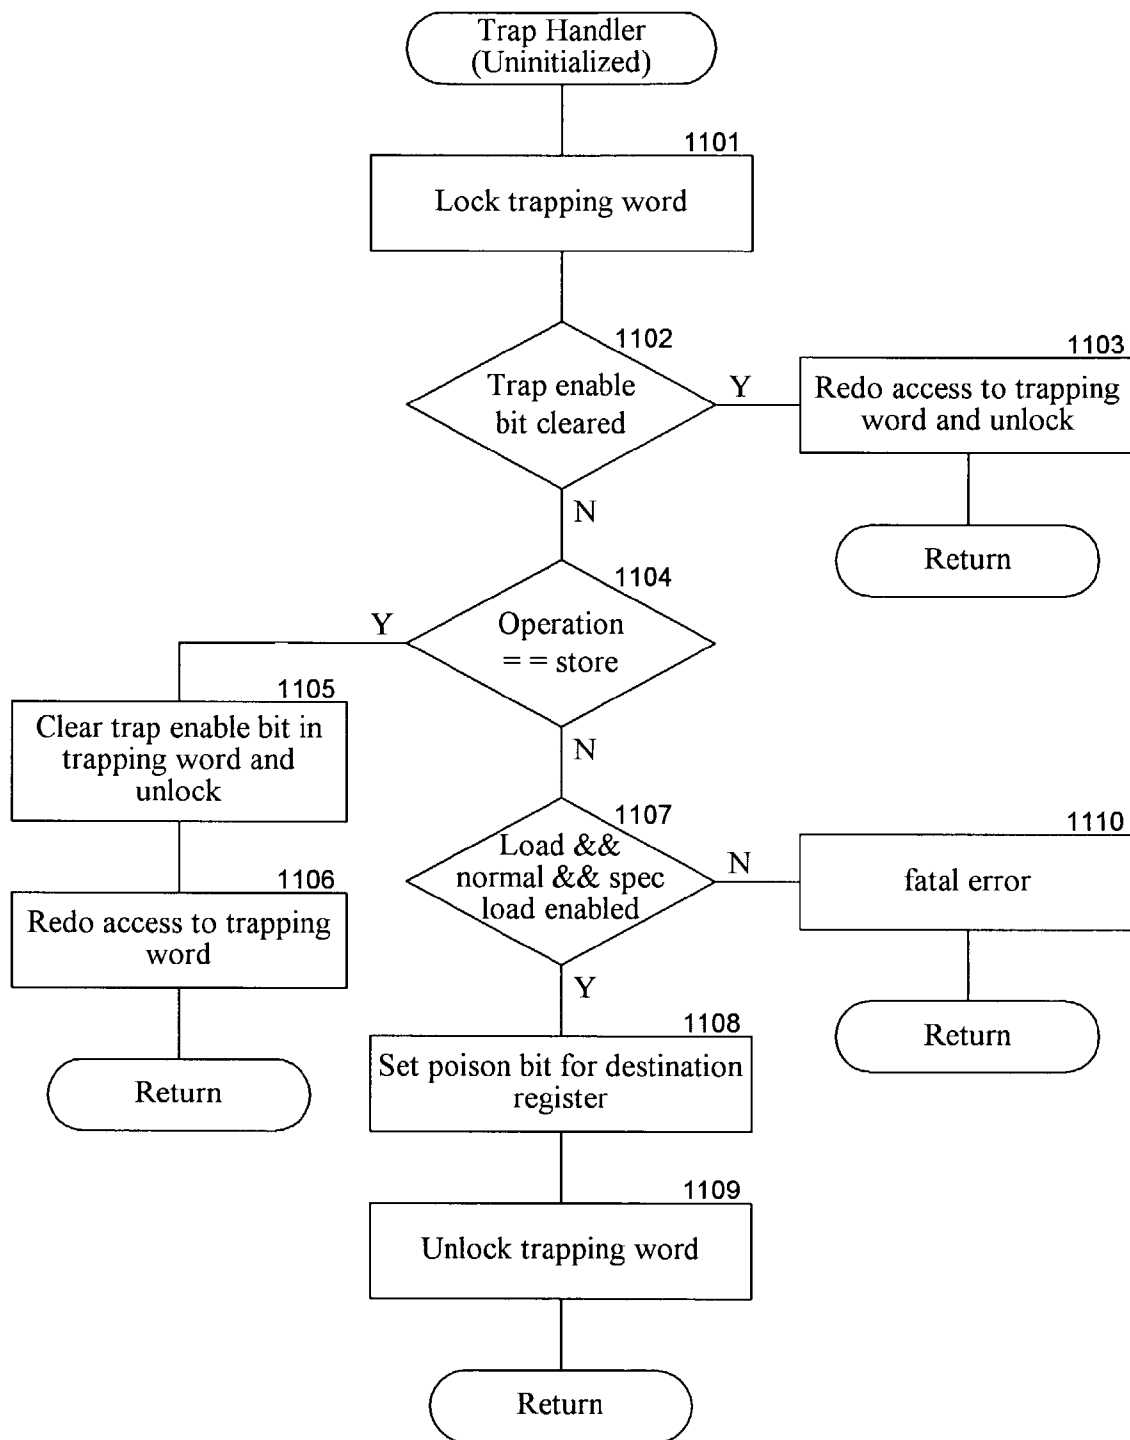 Trap Handler
(Uninitialized)
1101
Lock trapping word
1102
Trap enable
bit cleared
Y
1103
Redo access to trapping
word and unlock
N
Return
1104
Operation
= = store
Y
1105
Clear trap enable bit in
trapping word and
unlock
N
1106
Redo access to trapping
word
Return
1107
Load &&
normal && spec
load enabled
N
1110
fatal error
Return
Y
1108
Set poison bit for destination
register
1109
Unlock trapping word
Return